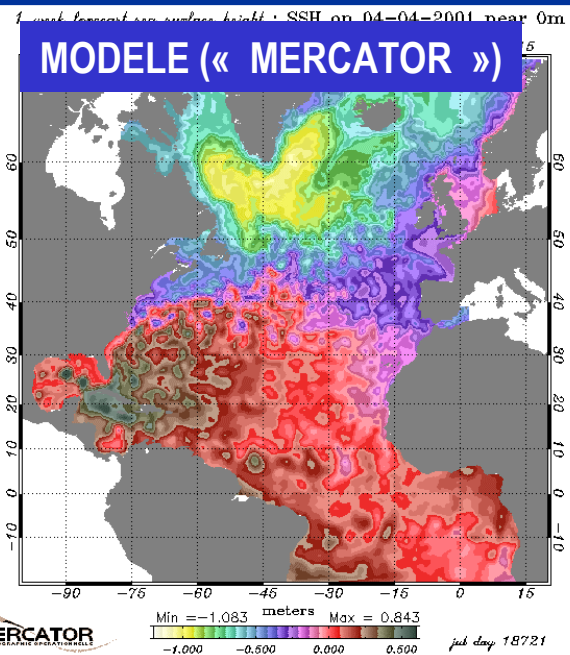 1 week forecast sea surface height : SSH on 04-04-2001 near 0m
MODELE (« MERCATOR »)
15
60
60
50
50
40
40
30
30
20
20
10
10
0
0
-10
-10
-90 -75 -60 -45 -30 -15 0 15
meters
Min =-1.083 Max = 0.843
-1.000 -0.500 0.000 0.500
ERCATOR
OGRAPHIC OPERATIONNELLE
jul day 18721